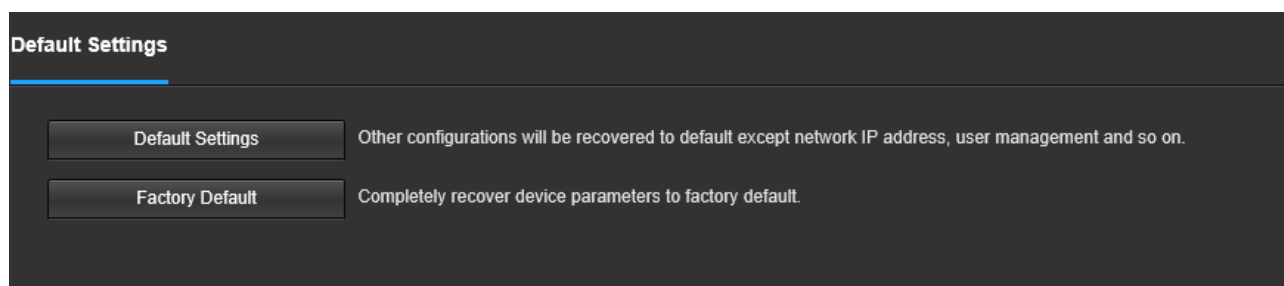 Default Settings
Default Settings Other configurations will be recovered to default except network IP address, user management and so on.
Factory Default Completely recover device parameters to factory default.